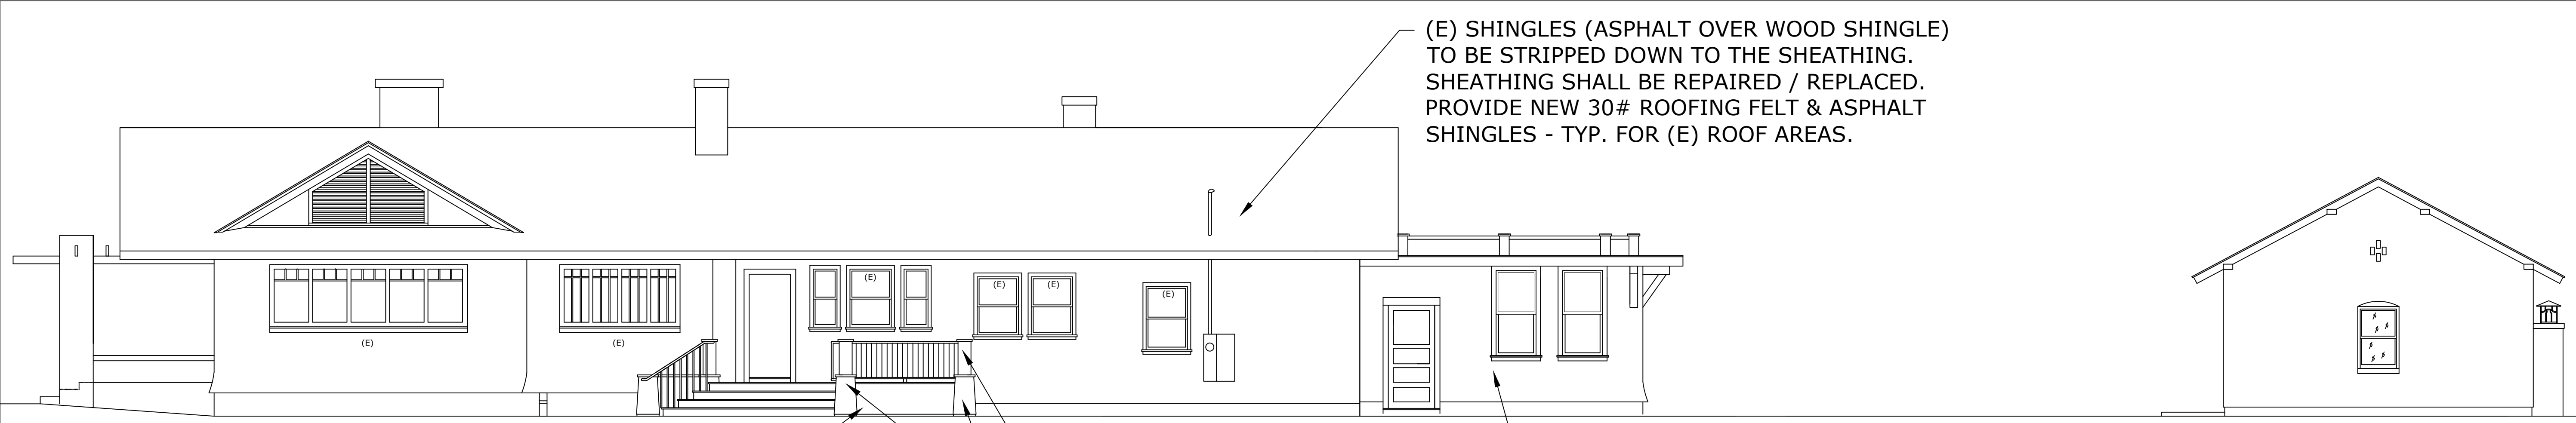 (E) SHINGLES (ASPHALT OVER WOOD SHINGLE)
TO BE STRIPPED DOWN TO THE SHEATHING.
SHEATHING SHALL BE REPAIRED / REPLACED.
PROVIDE NEW 30# ROOFING FELT & ASPHALT
SHINGLES - TYP. FOR (E) ROOF AREAS.
(E)
(E)
(E)
(E)
(E)
(E)